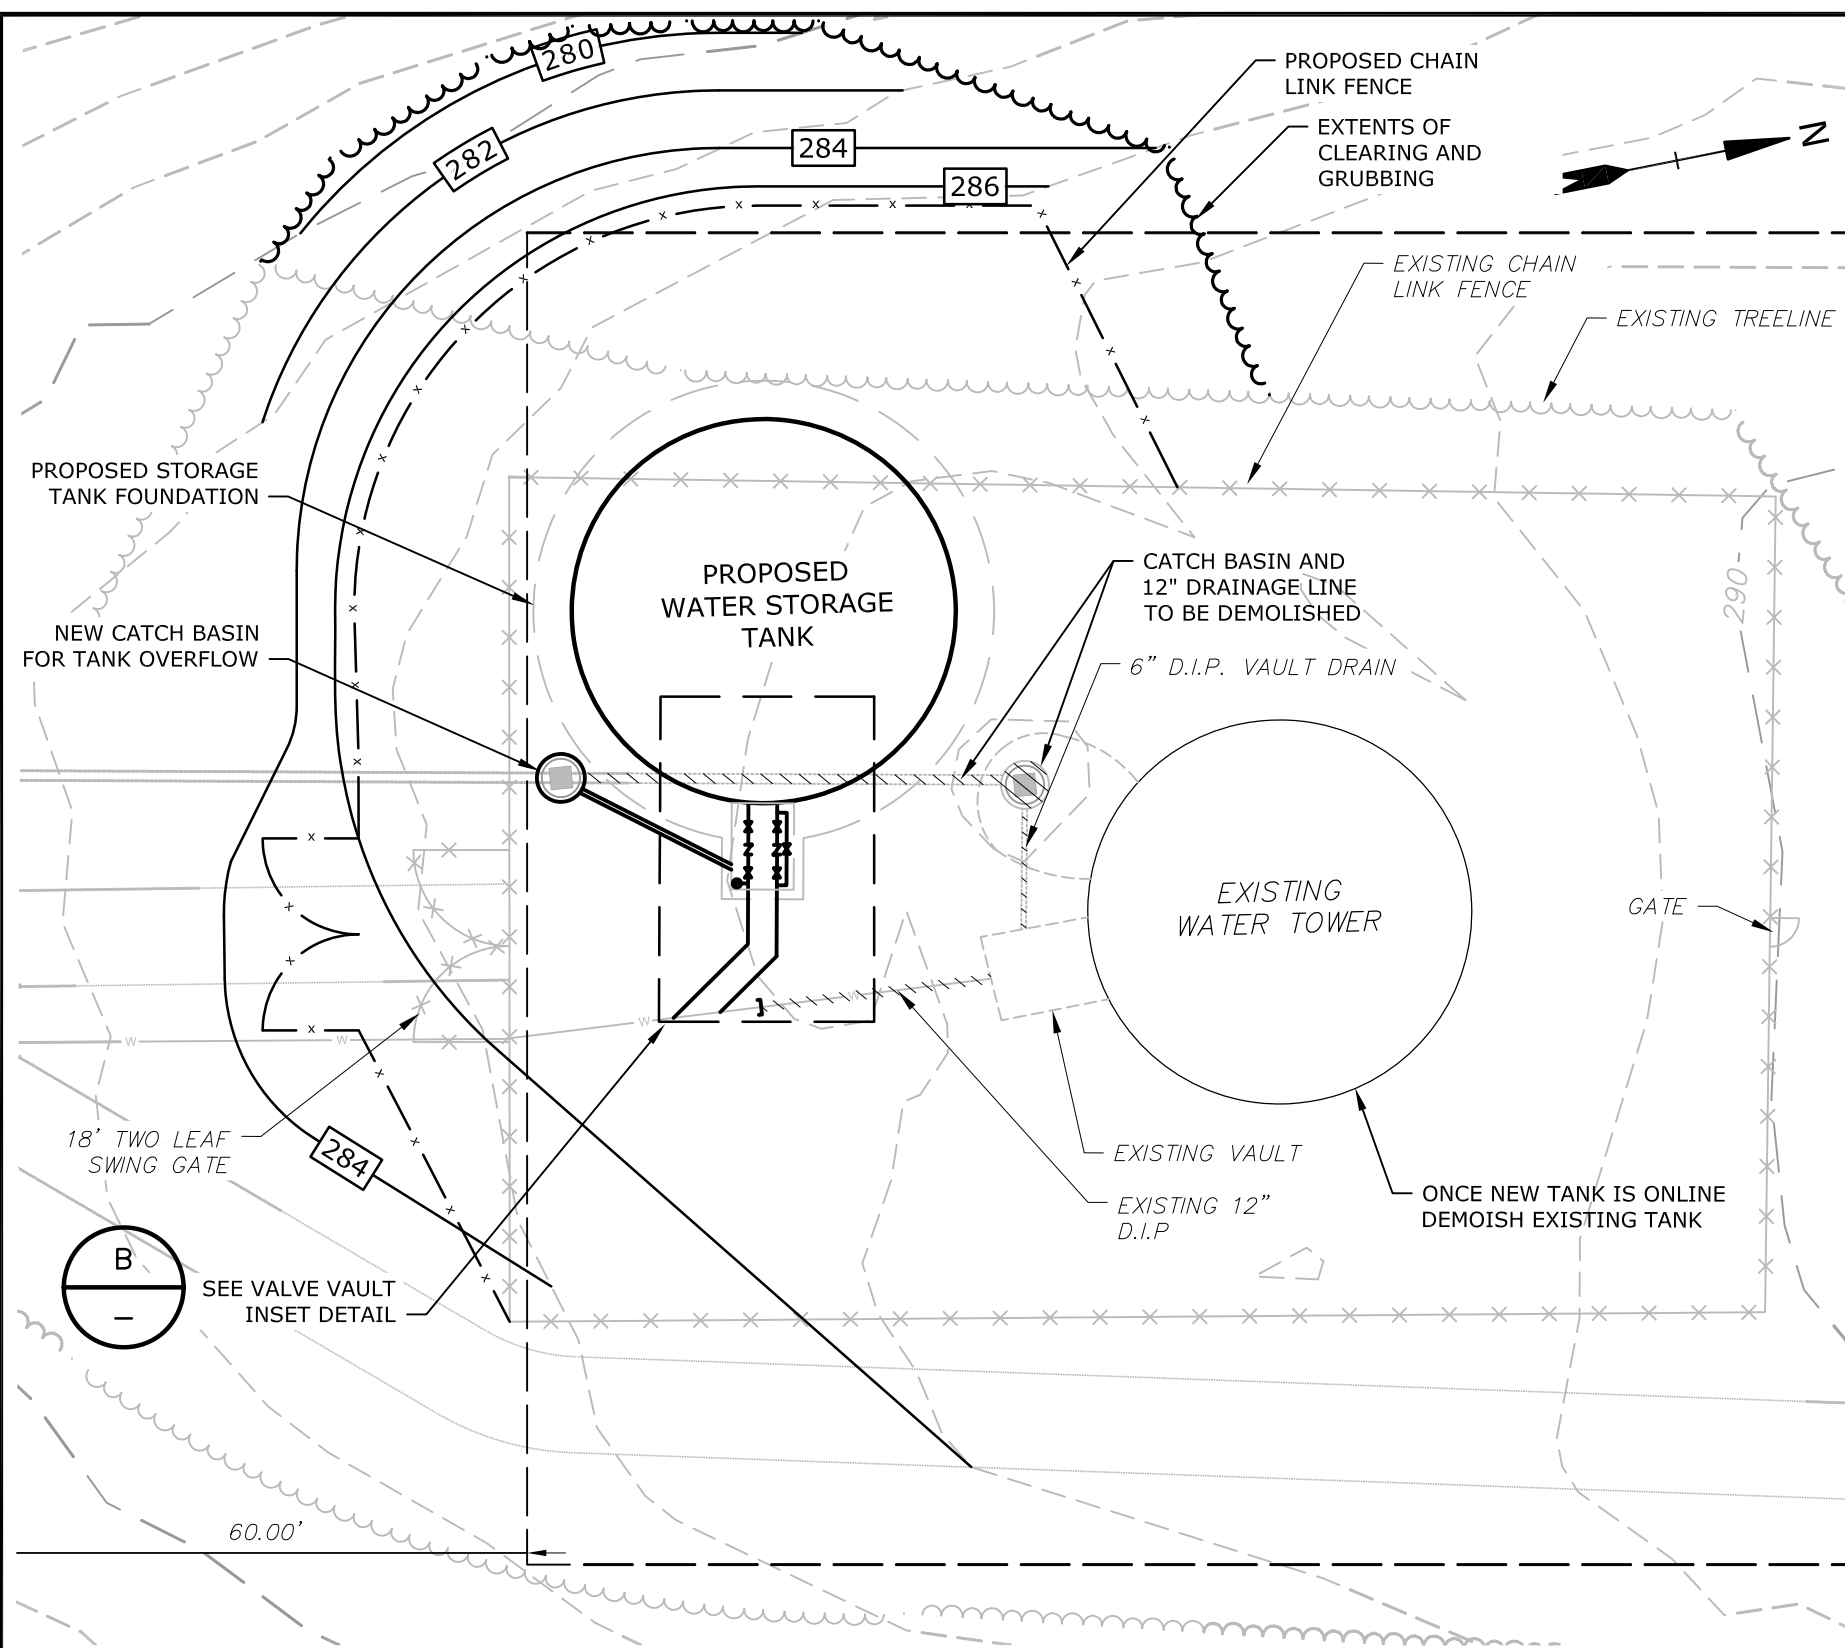 280
282
284
286
PROPOSED CHAIN
LINK FENCE
EXTENTS OF
CLEARING AND
GRUBBING
N
EXISTING CHAIN
LINK FENCE
EXISTING TREELINE
PROPOSED STORAGE
TANK FOUNDATION
NEW CATCH BASIN
FOR TANK OVERFLOW
PROPOSED
WATER STORAGE
TANK
CATCH BASIN AND
12" DRAINAGE LINE
TO BE DEMOLISHED
6" D.I.P. VAULT DRAIN
290
EXISTING
WATER TOWER
GATE
W
W
W
W
18' TWO LEAF
SWING GATE
284
EXISTING VAULT
EXISTING 12"
D.I.P
ONCE NEW TANK IS ONLINE
DEMOISH EXISTING TANK
B
–
SEE VALVE VAULT
INSET DETAIL
60.00'